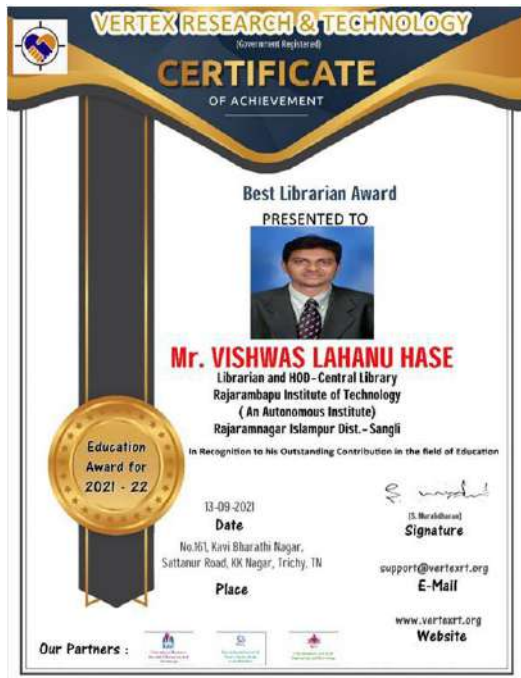 VERTEX RESEARCH & TECHNOLOGY
(Government Registered)
CERTIFICATE
OF ACHIEVEMENT
Best Librarian Award
PRESENTED TO
Mr. VISHWAS LAHANU HASE
Librarian and HOD-Central Library
Rajarambapu Institute of Technology
( An Autonomous Institute)
Rajaramnagar Islampur Dist.- Sangli
In Recognition to his Outstanding Contribution in the field of Education
Education
Award for
2021 - 22
13-09-2021
Date
No.161, Kavi Bharathi Nagar,
Sattanur Road, KK Nagar, Trichy, TN
Place
[S. Muralidharan]
Signature
support@vertexrt.org
E-Mail
www.vertexrt.org
Website
Our Partners :